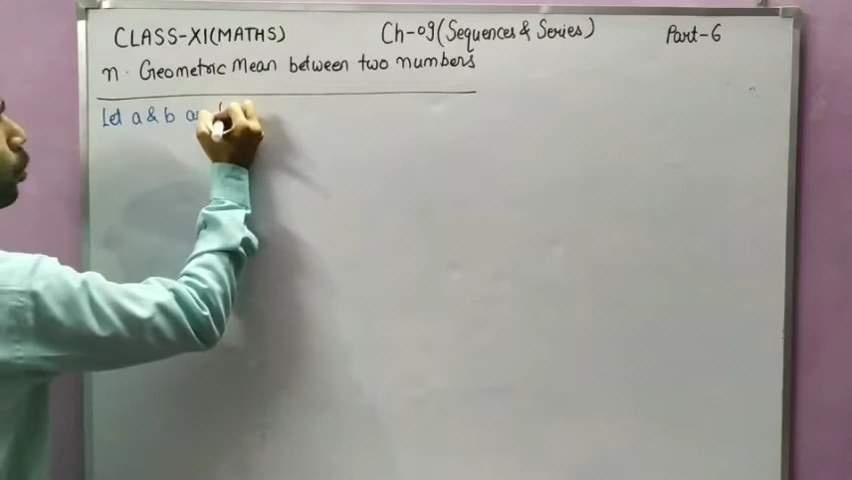 CLASS-XI(MATHS) Ch-09(Sequences & Series) Part-6
n. Geometric Mean between two numbers
Let a & b